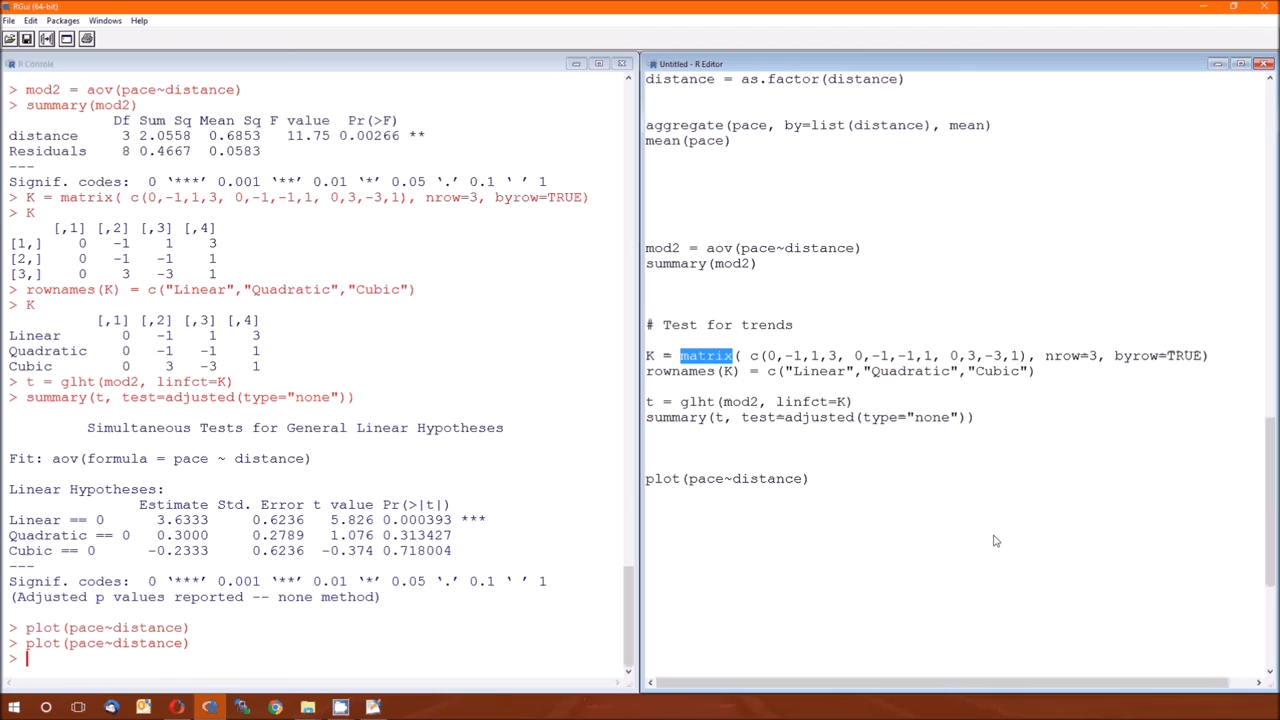 RGui (64-bit)
File Edit Packages Windows Help
R Console
> mod2 = aov(pace~distance)
> summary(mod2)
Df Sum Sq Mean Sq F value Pr(>F)
distance 3 2.0558 0.6853 11.75 0.00266 **
Residuals 8 0.4667 0.0583
---
Signif. codes: 0 ‘***’ 0.001 ‘**’ 0.01 ‘*’ 0.05 ‘.’ 0.1 ‘ ’ 1
> K = matrix( c(0,-1,1,3, 0,-1,-1,1, 0,3,-3,1), nrow=3, byrow=TRUE)
> K
[,1] [,2] [,3] [,4]
[1,] 0 -1 1 3
[2,] 0 -1 -1 1
[3,] 0 3 -3 1
> rownames(K) = c("Linear","Quadratic","Cubic")
> K
[,1] [,2] [,3] [,4]
Linear 0 -1 1 3
Quadratic 0 -1 -1 1
Cubic 0 3 -3 1
> t = glht(mod2, linfct=K)
> summary(t, test=adjusted(type="none"))
Simultaneous Tests for General Linear Hypotheses
Fit: aov(formula = pace ~ distance)
Linear Hypotheses:
Estimate Std. Error t value Pr(>|t|)
Linear == 0 3.6333 0.6236 5.826 0.000393 ***
Quadratic == 0 0.3000 0.2789 1.076 0.313427
Cubic == 0 -0.2333 0.6236 -0.374 0.718004
---
Signif. codes: 0 ‘***’ 0.001 ‘**’ 0.01 ‘*’ 0.05 ‘.’ 0.1 ‘ ’ 1
(Adjusted p values reported -- none method)
> plot(pace~distance)
> plot(pace~distance)
>
Untitled - R Editor
distance = as.factor(distance)
aggregate(pace, by=list(distance), mean)
mean(pace)
mod2 = aov(pace~distance)
summary(mod2)
# Test for trends
K = matrix( c(0,-1,1,3, 0,-1,-1,1, 0,3,-3,1), nrow=3, byrow=TRUE)
rownames(K) = c("Linear","Quadratic","Cubic")
t = glht(mod2, linfct=K)
summary(t, test=adjusted(type="none"))
plot(pace~distance)